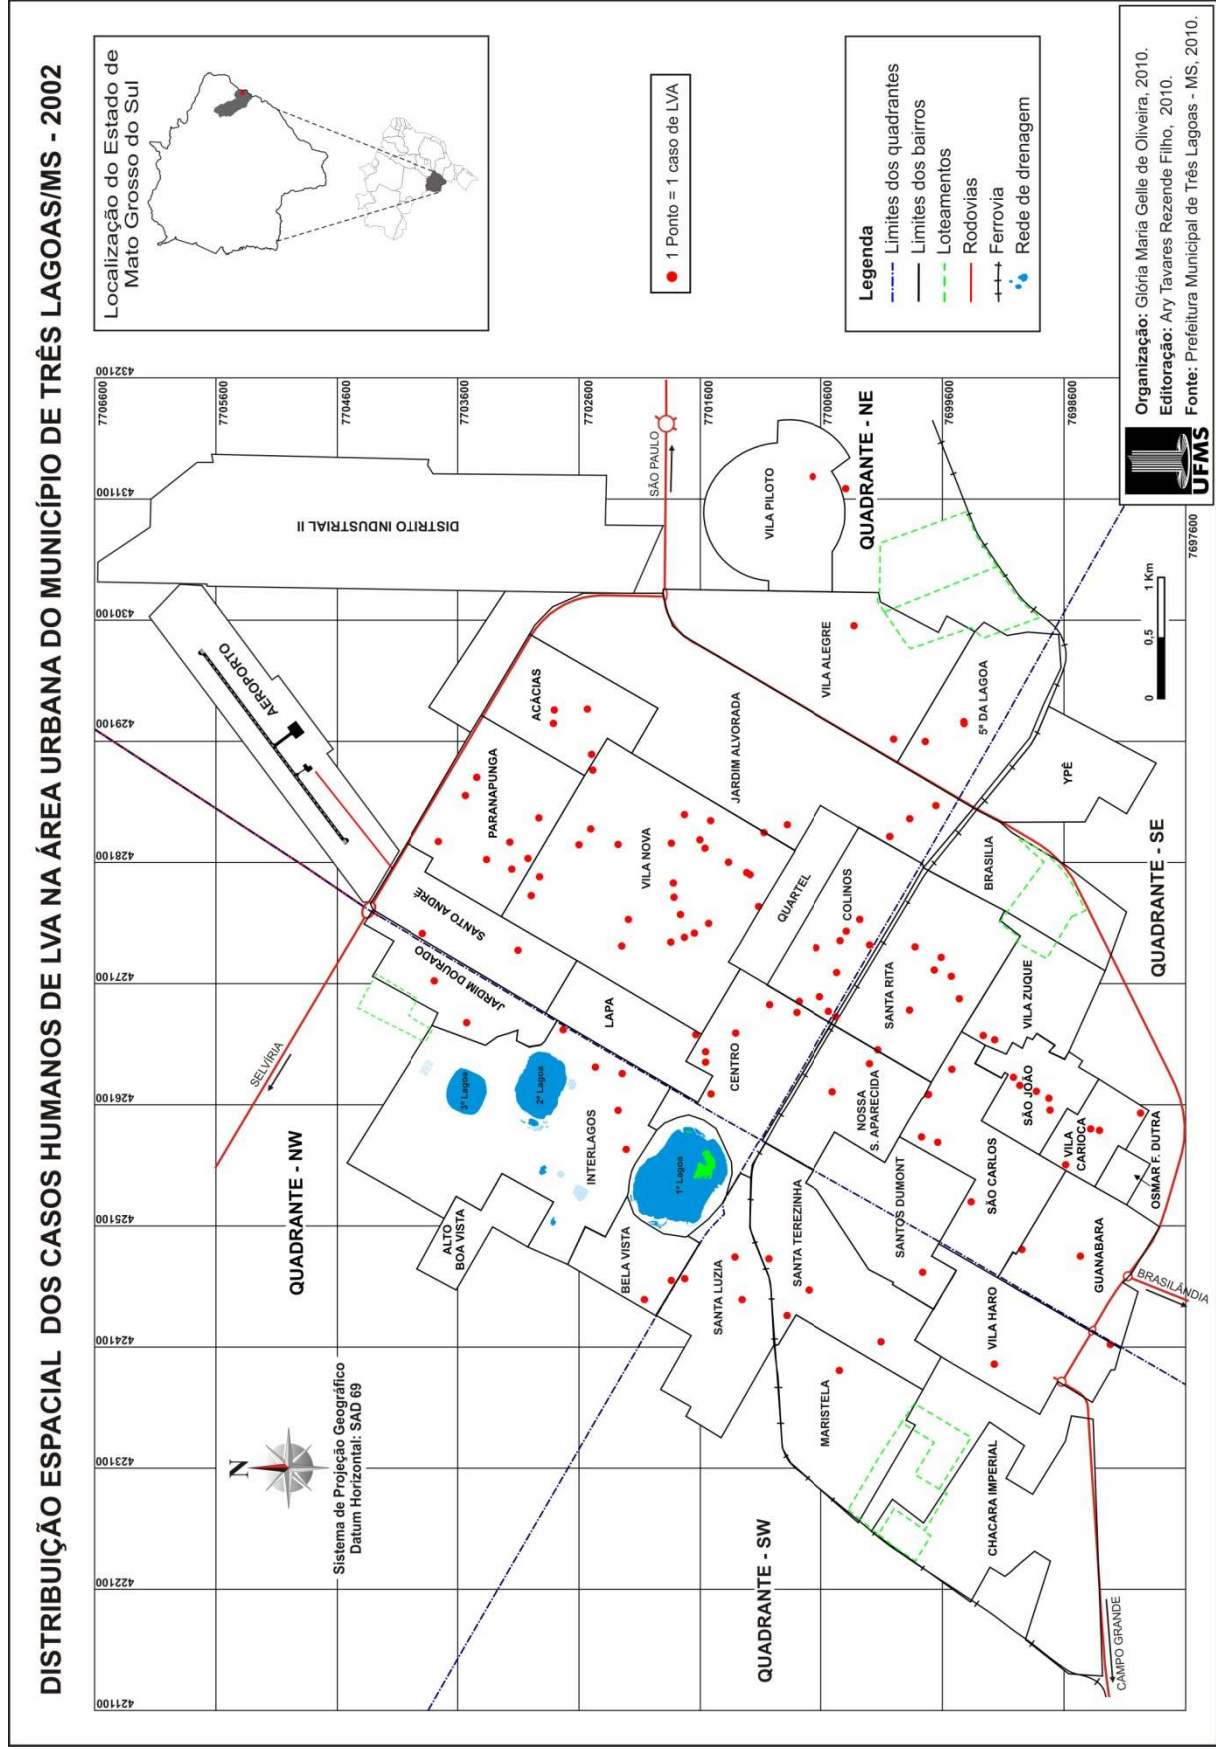 DISTRIBUIÇÃO ESPACIAL DOS CASOS HUMANOS DE LVA NA ÁREA URBANA DO MUNICÍPIO DE TRÊS LAGOAS/MS - 2002
Localização do Estado de
Mato Grosso do Sul
1 Ponto = 1 caso de LVA
Legenda
Limites dos quadrantes
Limites dos bairros
Loteamentos
Rodovias
Ferrovia
Rede de drenagem
Organização: Glória Maria Gelle de Oliveira, 2010.
Editoração: Ary Tavares Rezende Filho, 2010.
Fonte: Prefeitura Municipal de Três Lagoas - MS, 2010.
UFMS
N
Sistema de Projeção Geográfico
Datum Horizontal: SAD 69
421100
422100
423100
424100
425100
426100
427100
428100
429100
430100
431100
432100
7706600
7705600
7704600
7703600
7702600
7701600
7700600
7699600
7698600
7697600
QUADRANTE - NW
QUADRANTE - NE
QUADRANTE - SW
QUADRANTE - SE
SELVÍRIA
SÃO PAULO
BRASILÂNDIA
CAMPO GRANDE
AEROPORTO
DISTRITO INDUSTRIAL II
VILA PILOTO
ACÁCIAS
PARANAPUNGA
SANTO ANDRÉ
JARDIM DOURADO
LAPA
VILA NOVA
JARDIM ALVORADA
VILA ALEGRE
5ª DA LAGOA
YPÊ
QUARTEL
COLINOS
CENTRO
BRASILIA
SANTA RITA
VILA ZUQUE
NOSSA
S. APARECIDA
SÃO JOÃO
VILA
CARIOCA
OSMAR F. DUTRA
SÃO CARLOS
SANTOS DUMONT
GUANABARA
SANTA TEREZINHA
VILA HARO
SANTA LUZIA
MARISTELA
CHACARA IMPERIAL
BELA VISTA
INTERLAGOS
ALTO
BOA VISTA
1ª Lagoa
2ª Lagoa
3ª Lagoa
0
0,5
1 Km